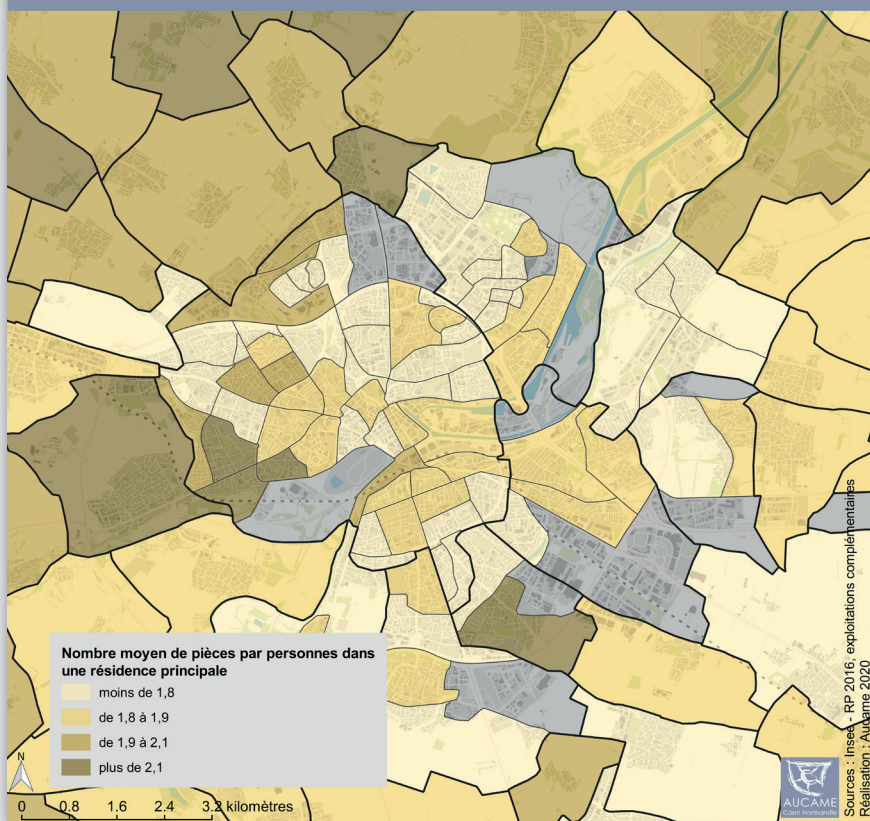 Nombre moyen de pièces par personnes dans
une résidence principale
moins de 1,8
de 1,8 à 1,9
de 1,9 à 2,1
plus de 2,1
N
0 0.8 1.6 2.4 3.2 kilomètres
AUCAME
Caen Normandie
Sources : Insee - RP 2016, exploitations complémentaires
Réalisation : Aucame 2020